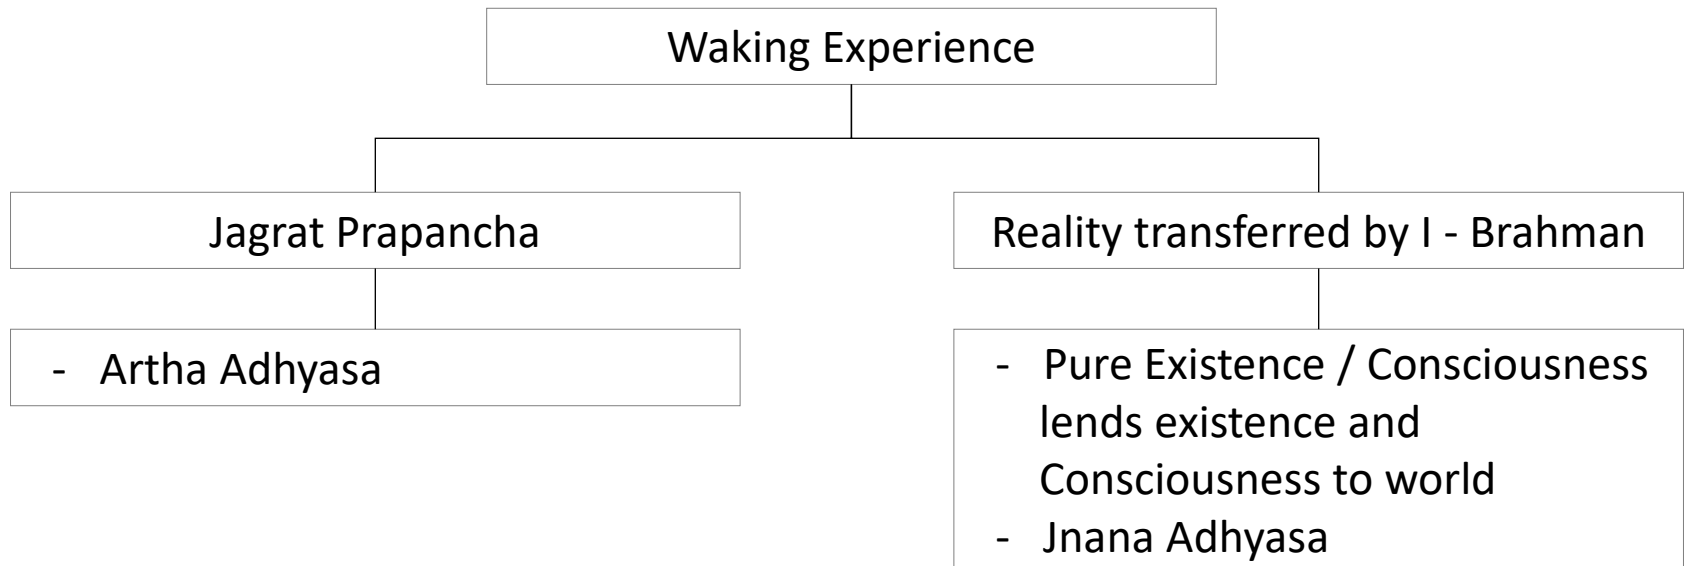 Waking Experience
Jagrat Prapancha
Reality transferred by I - Brahman
- Artha Adhyasa
- Pure Existence / Consciousness
lends existence and
Consciousness to world
- Jnana Adhyasa